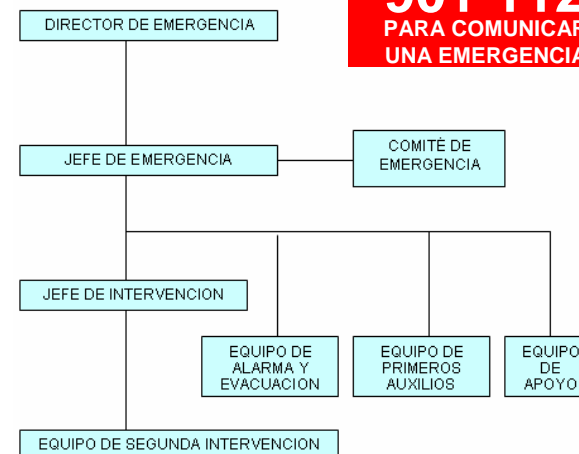 DIRECTOR DE EMERGENCIA
PARA COMUNICAR
UNA EMERGENCIA
JEFE DE EMERGENCIA
COMITÈ DE
EMERGENCIA
JEFE DE INTERVENCION
EQUIPO DE
ALARMA Y
EVACUACION
EQUIPO DE
PRIMEROS
AUXILIOS
EQUIPO
DE
APOYO
EQUIPO DE SEGUNDA INTERVENCION